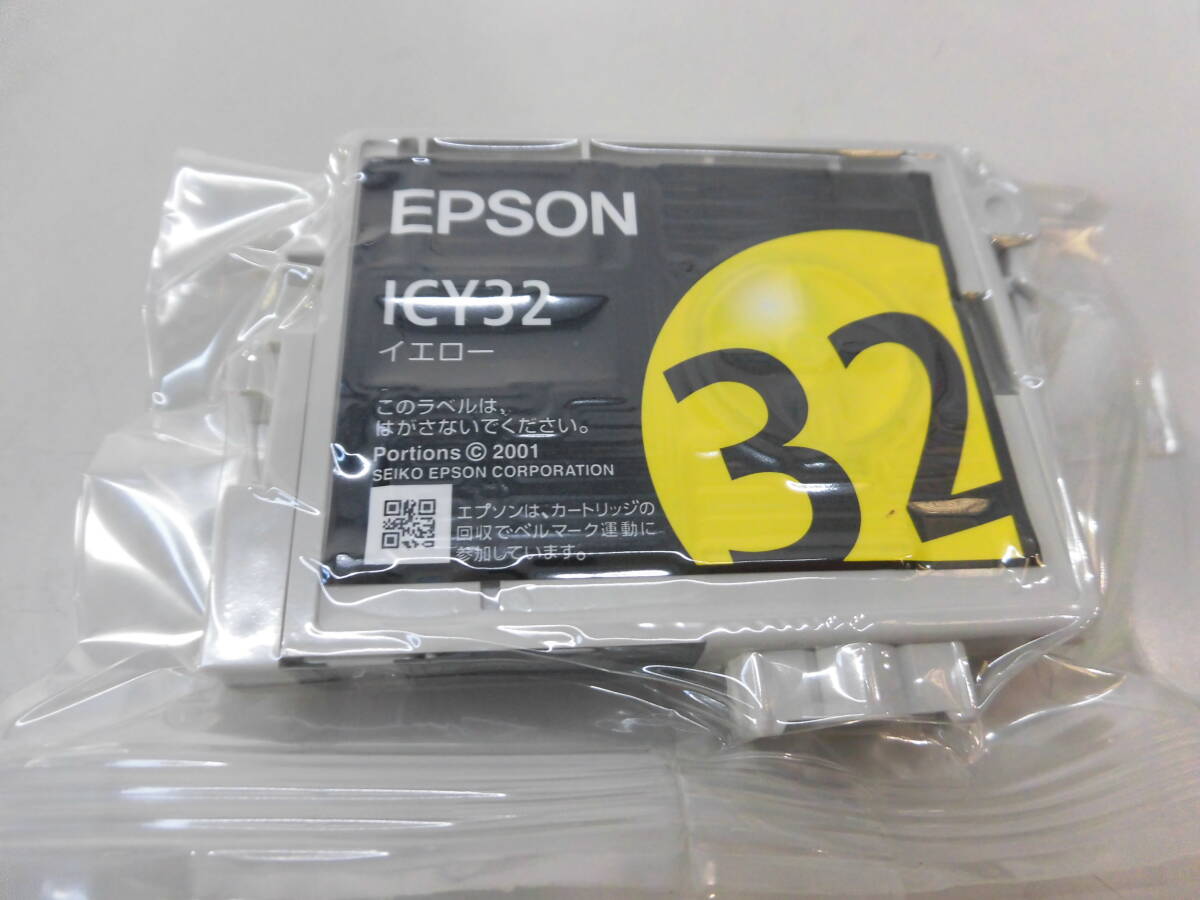 EPSON
ICY32
イエロー
このラベルは、
はがさないでください。
Portions © 2001
SEIKO EPSON CORPORATION
エプソンは、カートリッジの
回収でベルマーク運動に
参加しています。
32